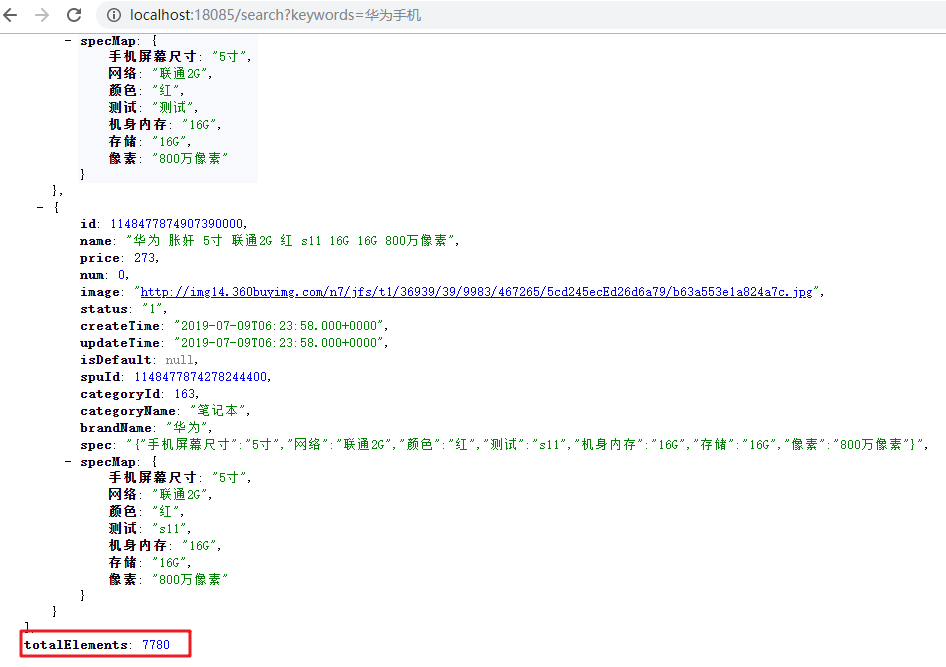 localhost:18085/search?keywords=华为手机
- specMap: {
手机屏幕尺寸: "5寸",
网络: "联通2G",
颜色: "红",
测试: "测试",
机身内存: "16G",
存储: "16G",
像素: "800万像素"
}
},
- {
id: 1148477874907390000,
name: "华为 胀奸 5寸 联通2G 红 s11 16G 16G 800万像素",
price: 273,
num: 0,
image: "http://img14.360buyimg.com/n7/jfs/t1/36939/39/9983/467265/5cd245ecEd26d6a79/b63a553e1a824a7c.jpg",
status: "1",
createTime: "2019-07-09T06:23:58.000+0000",
updateTime: "2019-07-09T06:23:58.000+0000",
isDefault: null,
spuId: 1148477874278244400,
categoryId: 163,
categoryName: "笔记本",
brandName: "华为",
spec: "{"手机屏幕尺寸":"5寸","网络":"联通2G","颜色":"红","测试":"s11","机身内存":"16G","存储":"16G","像素":"800万像素"}",
- specMap: {
手机屏幕尺寸: "5寸",
网络: "联通2G",
颜色: "红",
测试: "s11",
机身内存: "16G",
存储: "16G",
像素: "800万像素"
}
}
],
totalElements: 7780